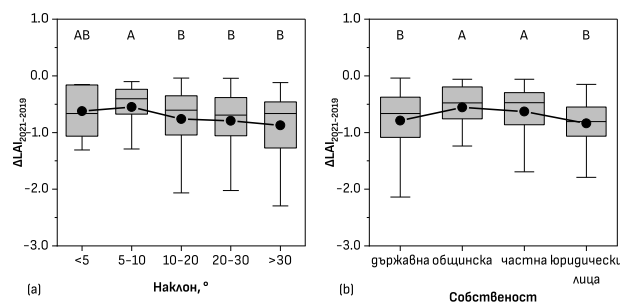 1.0
0.0
-1.0
-2.0
-3.0
ΔLAI2021-2019
AB A B B B
<5 5-10 10-20 20-30 >30
(a)
Наклон, °
1.0
0.0
-1.0
-2.0
-3.0
ΔLAI2021-2019
B A A B
държавна общинска частна юридически
лица
(b)
Собственост